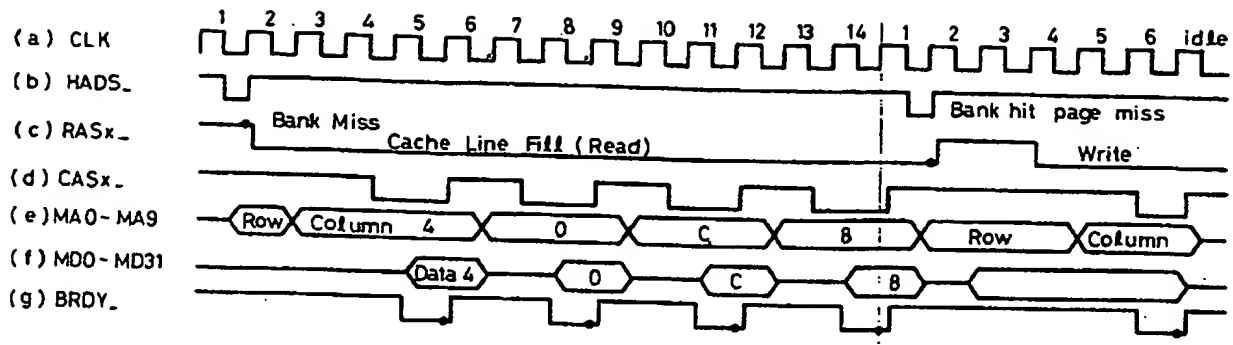 1 2 3 4 5 6 7 8 9 10 11 12 13 14 1 2 3 4 5 6 idle
(a) CLK
(b) HADS_
Bank hit page miss
(c) RASx_
Bank Miss
Cache Line Fill (Read)
Write
(d) CASx_
(e) MA0~MA9 Row Column 4 0 C 8 Row Column
(f) MD0~MD31 Data 4 0 C 8
(g) BRDY_